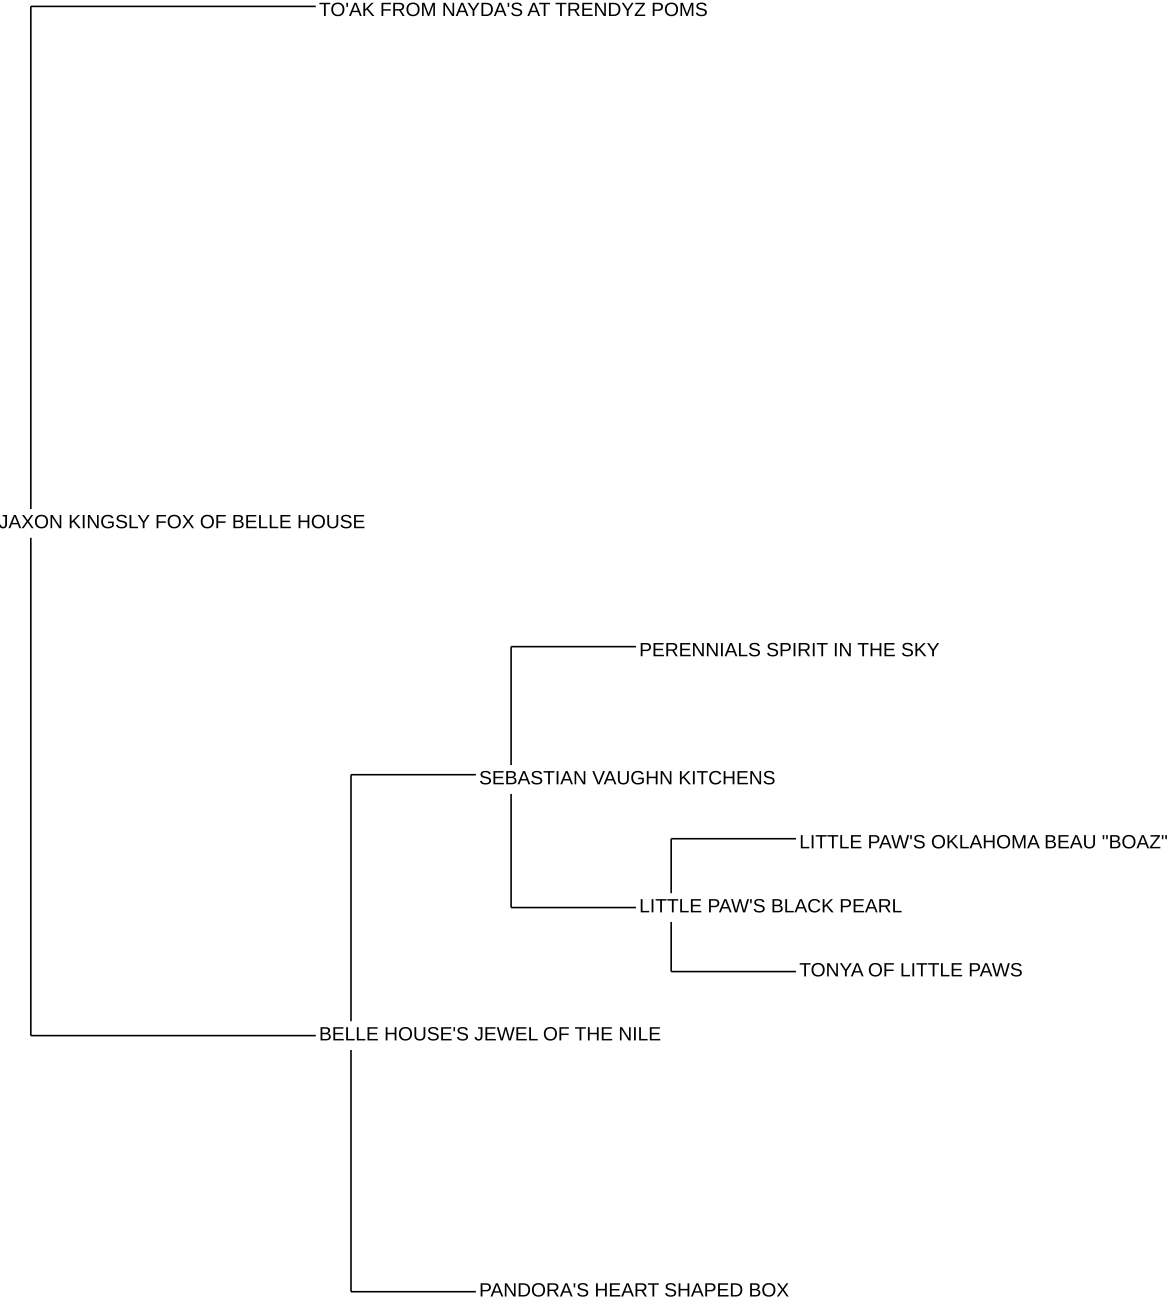 TO'AK FROM NAYDA'S AT TRENDYZ POMS
JAXON KINGSLY FOX OF BELLE HOUSE
PERENNIALS SPIRIT IN THE SKY
SEBASTIAN VAUGHN KITCHENS
LITTLE PAW'S OKLAHOMA BEAU "BOAZ"
LITTLE PAW'S BLACK PEARL
TONYA OF LITTLE PAWS
BELLE HOUSE'S JEWEL OF THE NILE
PANDORA'S HEART SHAPED BOX